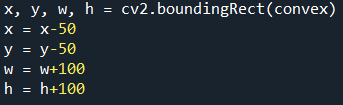 x, y, w, h = cv2.boundingRect(convex)
x = x-50
y = y-50
w = w+100
h = h+100